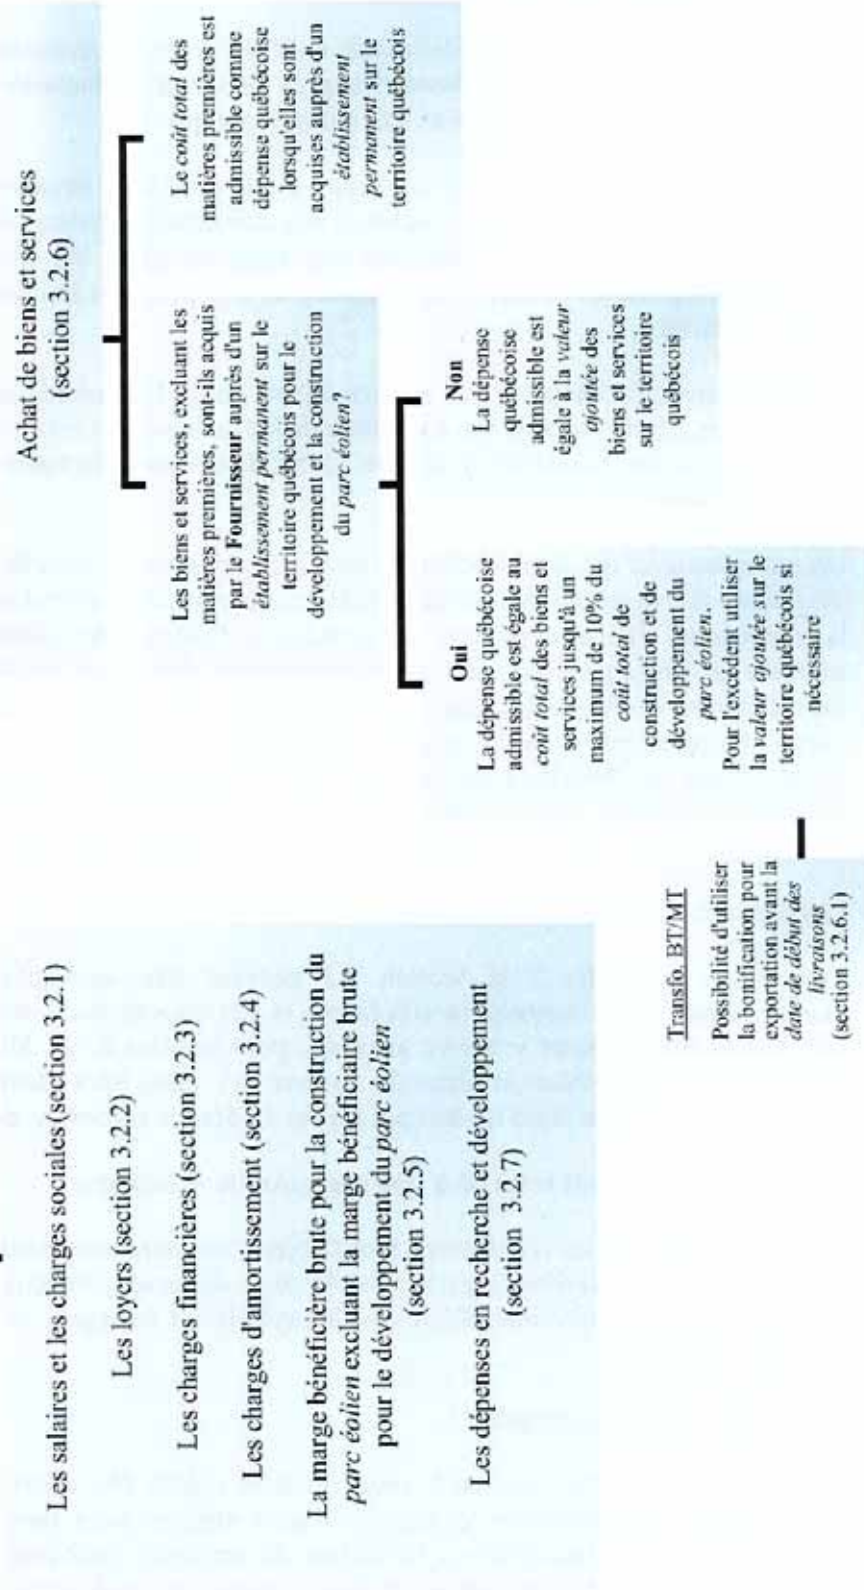 Les salaires et les charges sociales (section 3.2.1)
Les loyers (section 3.2.2)
Les charges financières (section 3.2.3)
Les charges d'amortissement (section 3.2.4)
La marge bénéficière brute pour la construction du
parc éolien excluant la marge bénéficiaire brute
pour le développement du parc éolien
(section 3.2.5)
Les dépenses en recherche et développement
(section 3.2.7)
Achat de biens et services
(section 3.2.6)
Les biens et services, excluant les
matières premières, sont-ils acquis
par le Fournisseur auprès d'un
établissement permanent sur le
territoire québécois pour le
développement et la construction
du parc éolien?
Le coût total des
matières premières est
admissible comme
dépense québécoise
lorsqu'elles sont
acquises auprès d'un
établissement
permanent sur le
territoire québécois
Oui
La dépense québécoise
admissible est égale au
coût total des biens et
services jusqu'à un
maximum de 10% du
coût total de
construction et de
développement du
parc éolien.
Pour l'excédent utiliser
la valeur ajoutée sur le
territoire québécois si
nécessaire
Non
La dépense
québécoise
admissible est
égale à la valeur
ajoutée des
biens et services
sur le territoire
québécois
Transfo. BT/MT
Possibilité d'utiliser
la bonification pour
exportation avant la
date de début des
livraisons
(section 3.2.6.1)